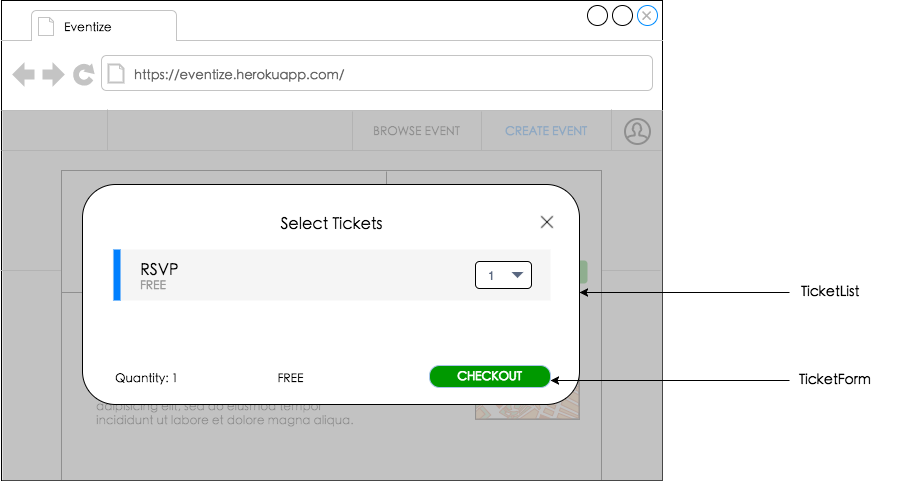 Eventize
https://eventize.herokuapp.com/
BROWSE EVENT
CREATE EVENT
Select Tickets
RSVP
FREE
1
TicketList
Quantity: 1
FREE
CHECKOUT
TicketForm
adipisicing elit, sed do eiusmod tempor
incididunt ut labore et dolore magna aliqua.